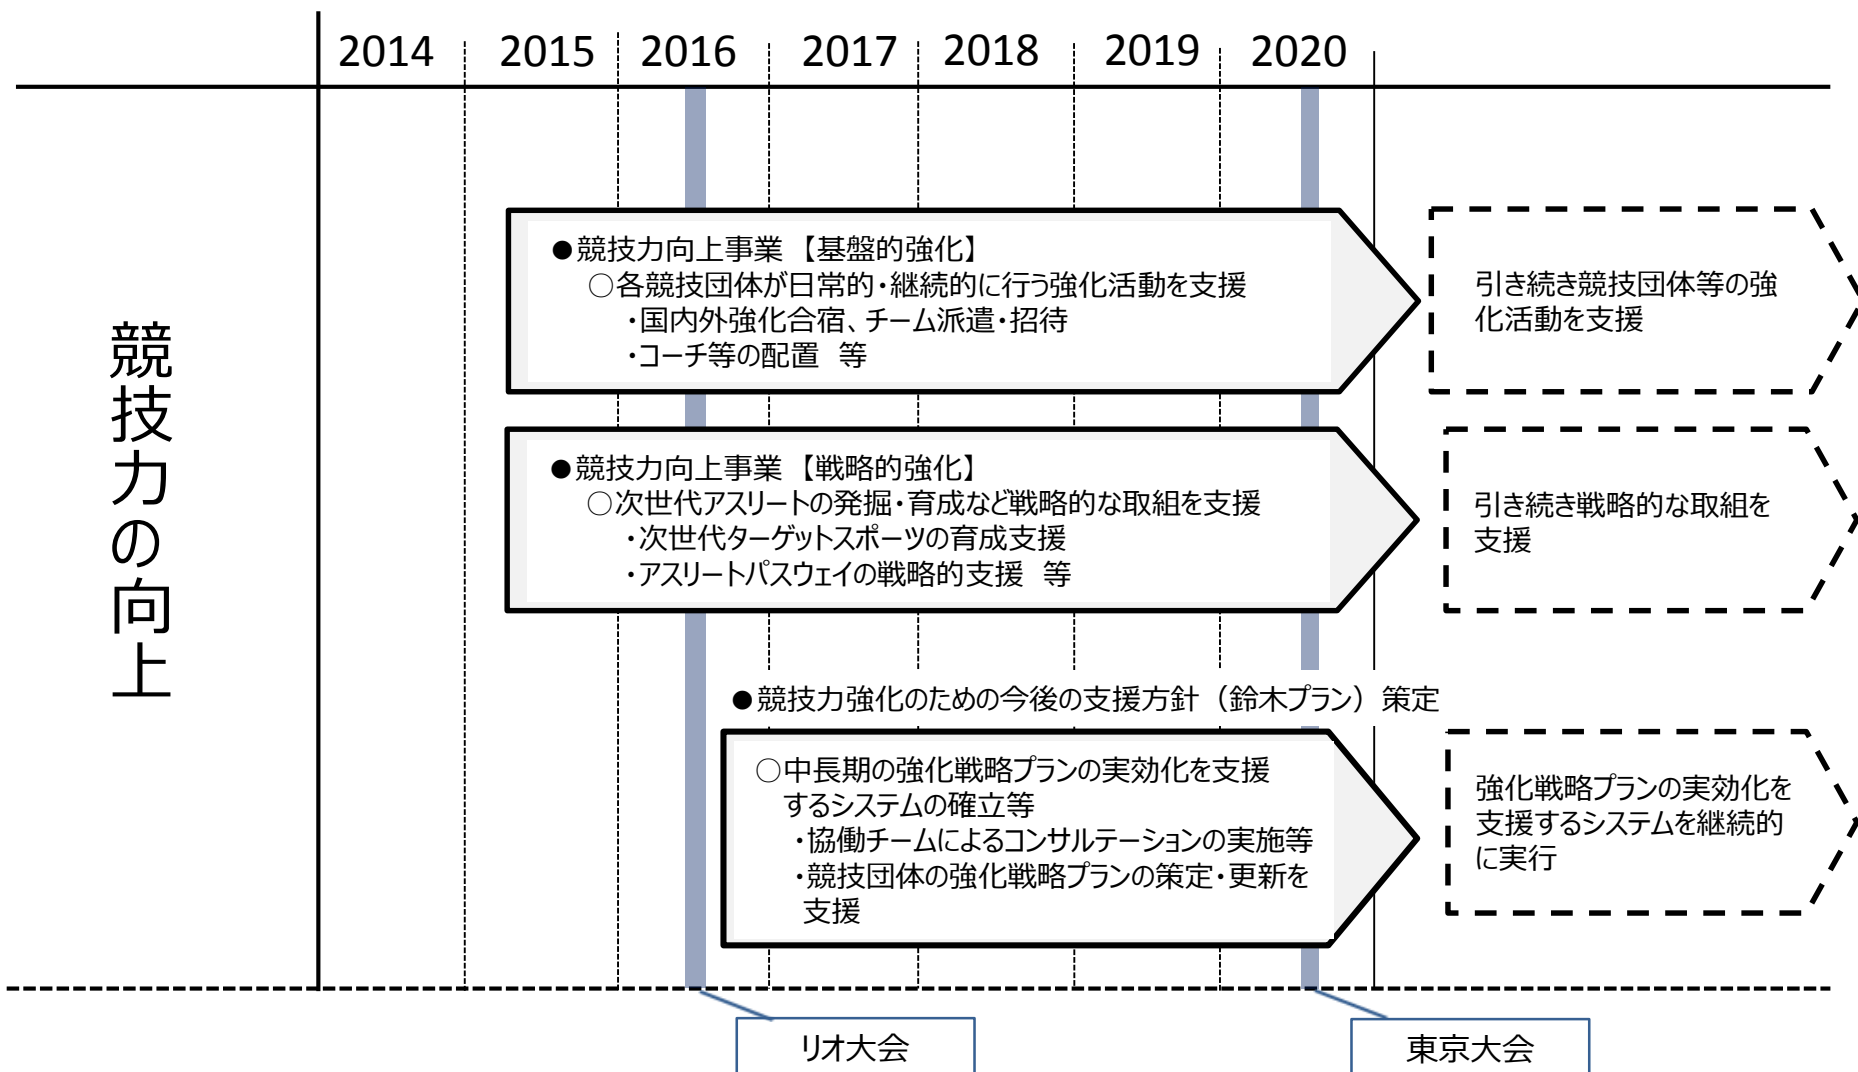 2014 2015 2016 2017 2018 2019 2020
競技力の向上
●競技力向上事業【基盤的強化】
○各競技団体が日常的・継続的に行う強化活動を支援
・国内外強化合宿、チーム派遣・招待
・コーチ等の配置 等
引き続き競技団体等の強
化活動を支援
●競技力向上事業【戦略的強化】
○次世代アスリートの発掘・育成など戦略的な取組を支援
・次世代ターゲットスポーツの育成支援
・アスリートパスウェイの戦略的支援 等
引き続き戦略的な取組を
支援
●競技力強化のための今後の支援方針（鈴木プラン）策定
○中長期の強化戦略プランの実効化を支援
するシステムの確立等
・協働チームによるコンサルテーションの実施等
・競技団体の強化戦略プランの策定・更新を
支援
強化戦略プランの実効化を
支援するシステムを継続的
に実行
リオ大会
東京大会